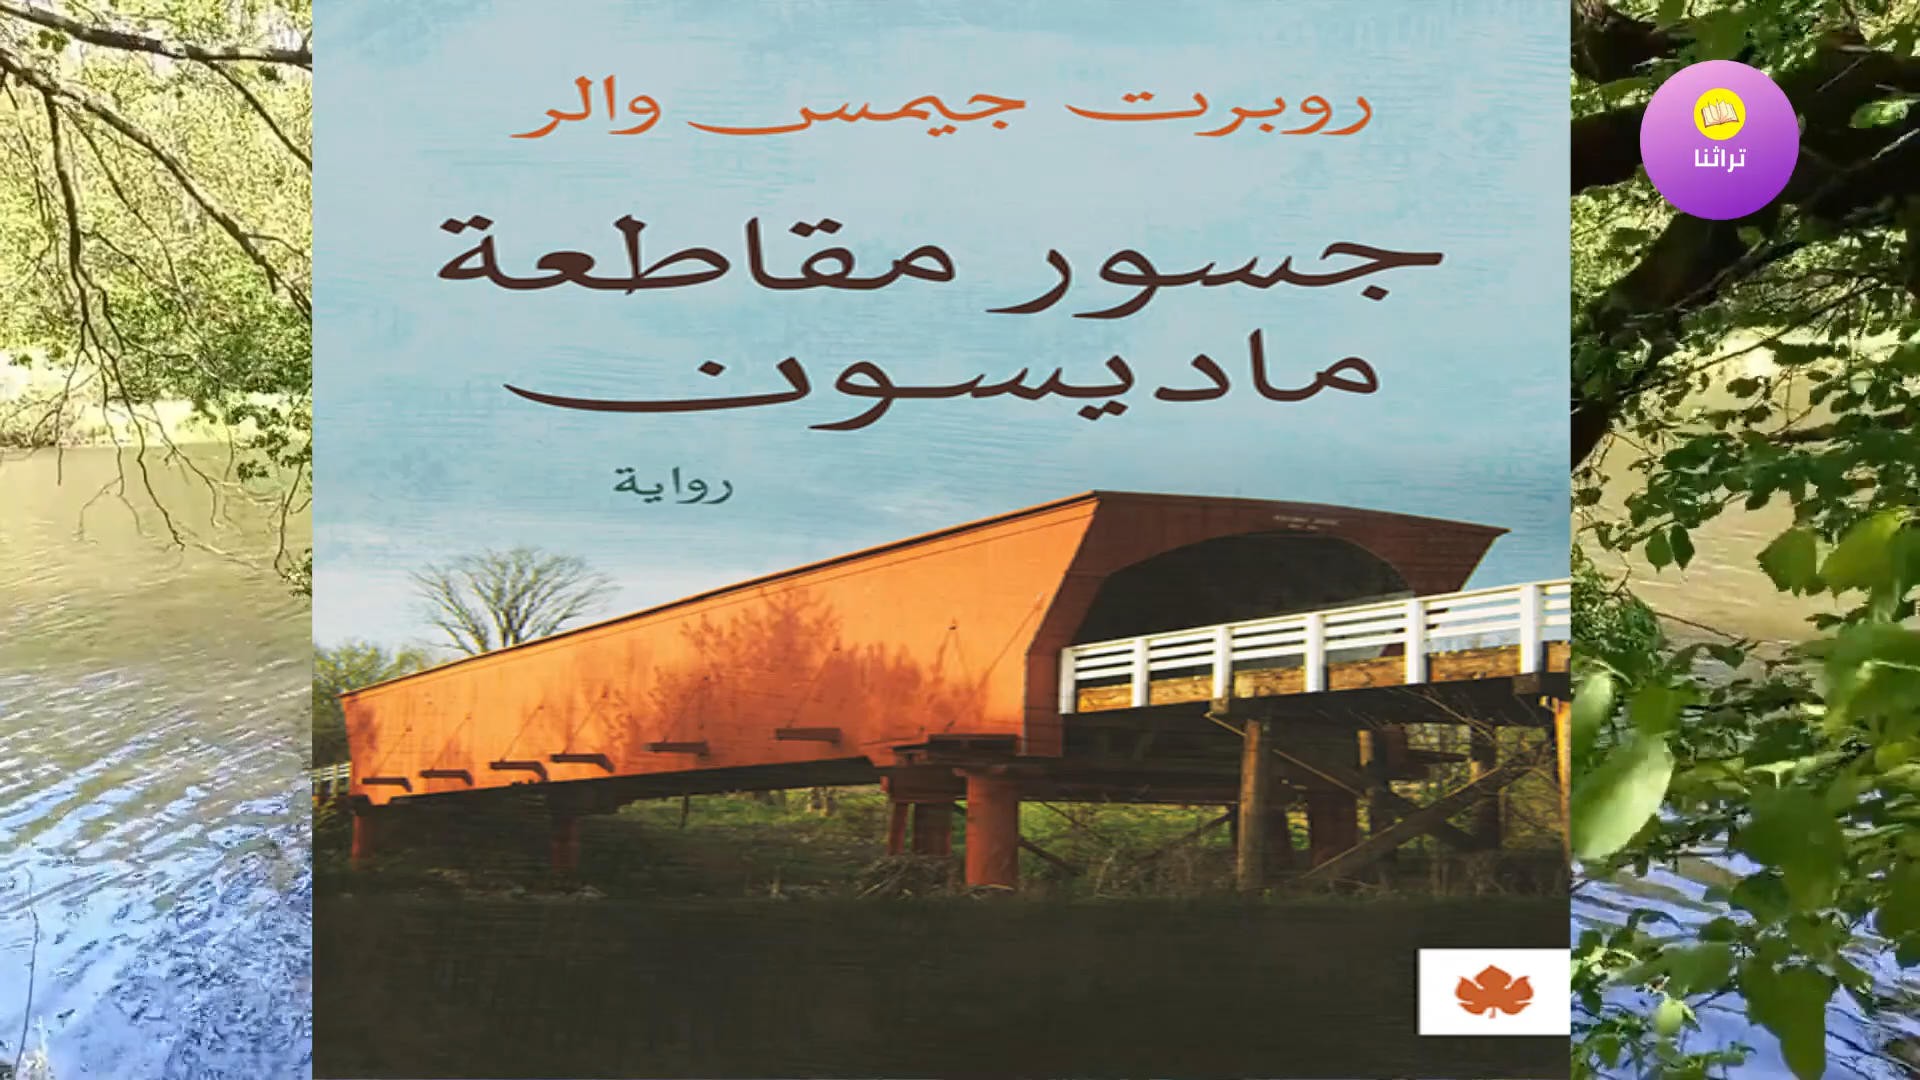 روبرت جيمس والر
جسور مقاطعة
ماديسون
رواية
تراثنا